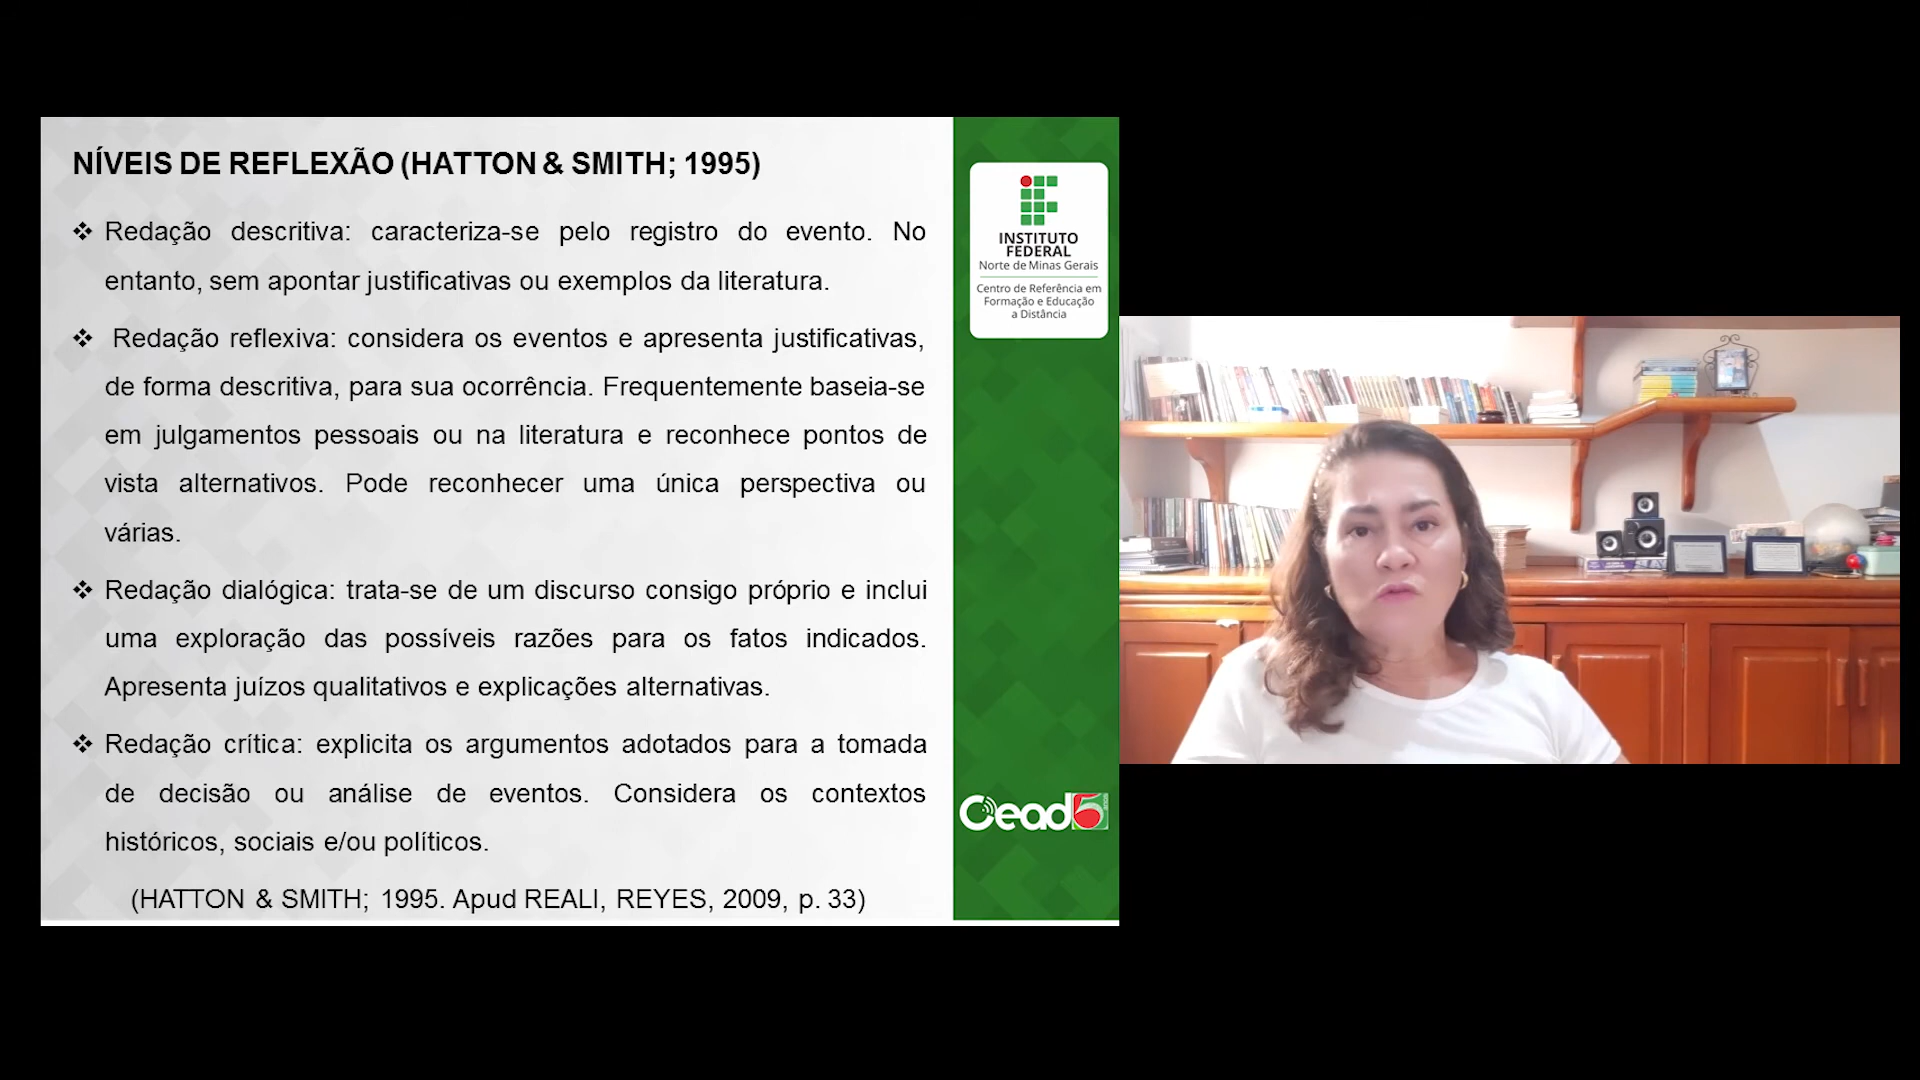 NÍVEIS DE REFLEXÃO (HATTON & SMITH; 1995)
❖ Redação descritiva: caracteriza-se pelo registro do evento. No
entanto, sem apontar justificativas ou exemplos da literatura.
❖ Redação reflexiva: considera os eventos e apresenta justificativas,
de forma descritiva, para sua ocorrência. Frequentemente baseia-se
em julgamentos pessoais ou na literatura e reconhece pontos de
vista alternativos. Pode reconhecer uma única perspectiva ou
várias.
❖ Redação dialógica: trata-se de um discurso consigo próprio e inclui
uma exploração das possíveis razões para os fatos indicados.
Apresenta juízos qualitativos e explicações alternativas.
❖ Redação crítica: explicita os argumentos adotados para a tomada
de decisão ou análise de eventos. Considera os contextos
históricos, sociais e/ou políticos.
(HATTON & SMITH; 1995. Apud REALI, REYES, 2009, p. 33)
INSTITUTO
FEDERAL
Norte de Minas Gerais
Centro de Referência em
Formação e Educação
a Distância
Cead 5